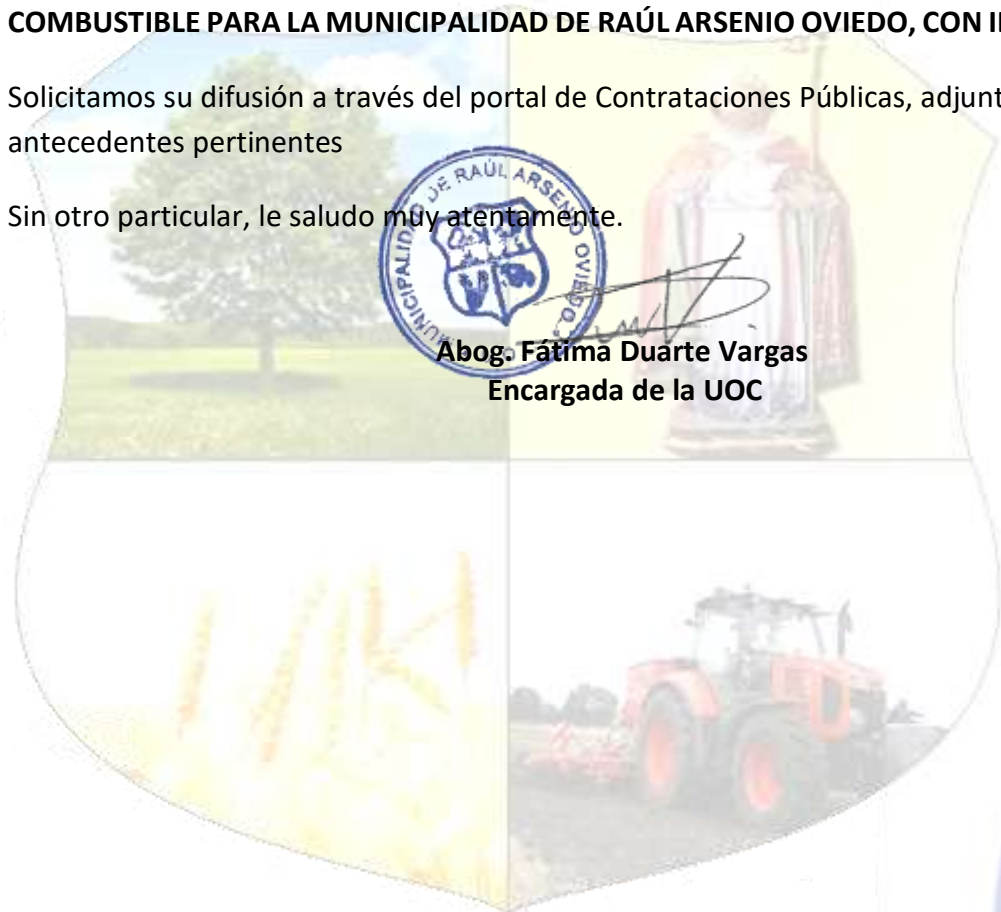 COMBUSTIBLE PARA LA MUNICIPALIDAD DE RAÚL ARSENIO OVIEDO, CON
Solicitamos su difusión a través del portal de Contrataciones Públicas,
antecedentes pertinentes
Sin otro particular, le saludo muy atentamente.
MUNICIPALIDAD DE RAÚL ARSENIO OVIEDO
Abog. Fátima Duarte Vargas
Encargada de la UOC